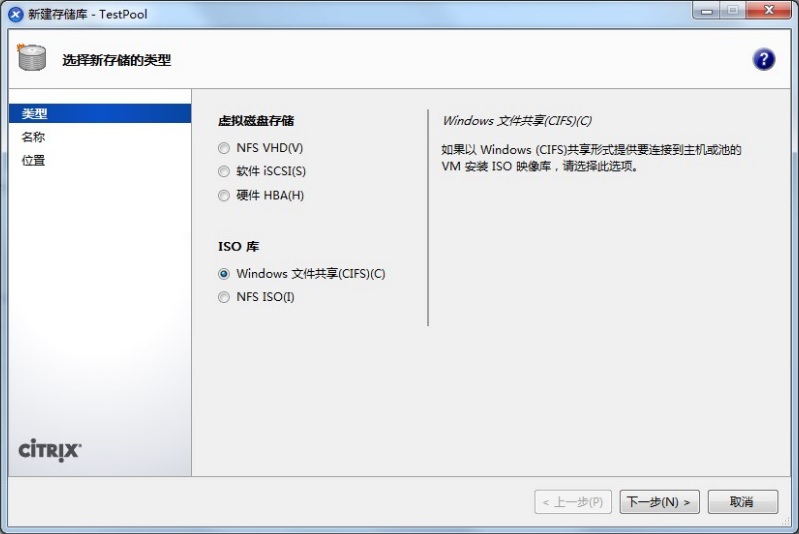 新建存储库 - TestPool
选择新存储的类型
?
类型
名称
位置
虚拟磁盘存储
NFS VHD(V)
软件 iSCSI(S)
硬件 HBA(H)
ISO 库
Windows 文件共享(CIFS)(C)
NFS ISO(I)
Windows 文件共享(CIFS)(C)
如果以 Windows (CIFS)共享形式提供要连接到主机或池的
VM 安装 ISO 映像库，请选择此选项。
CİTRIX
< 上一步(P)
下一步(N) >
取消